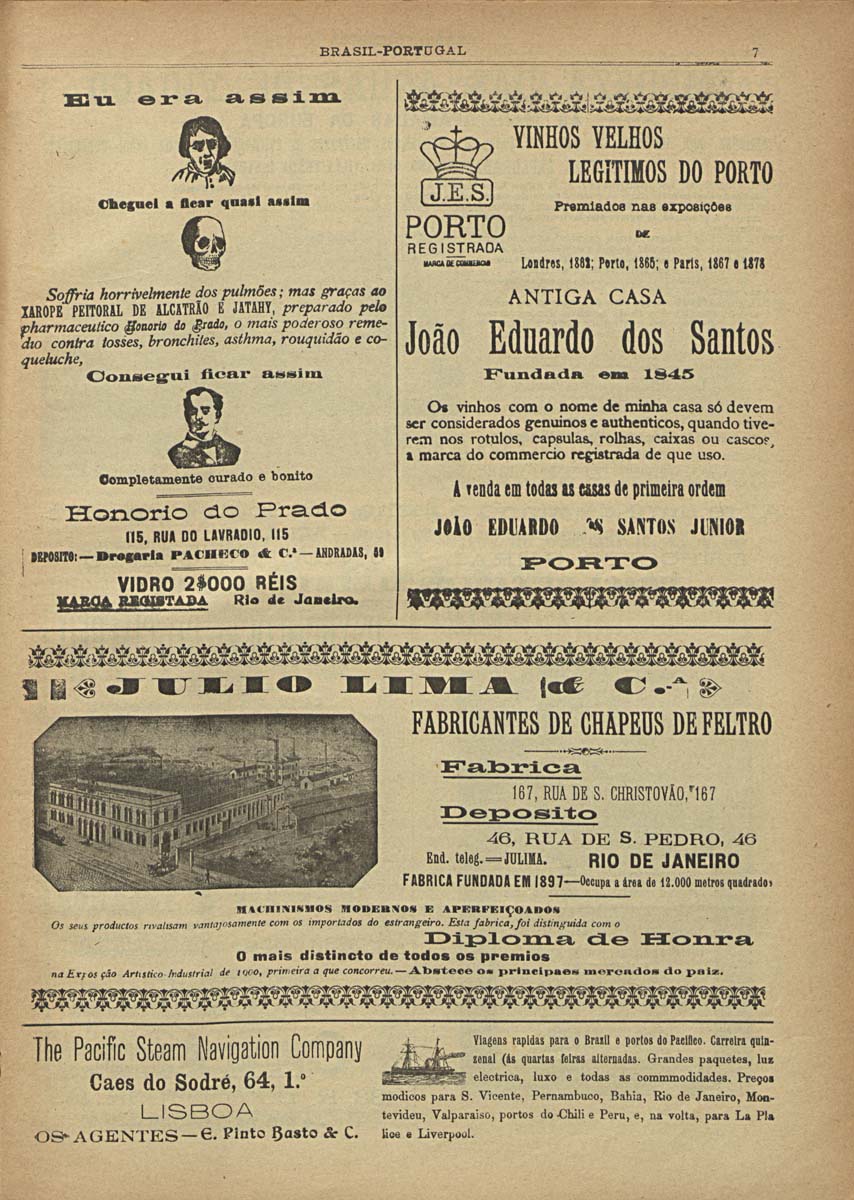 BRASIL-PORTUGAL
7
Eu era assim
Cheguei a ficar quasi assim
Soffria horrivelmente dos pulmões; mas graças ao
XAROPE PEITORAL DE ALCATRÃO E JATAHY, preparado pelo
pharmaceutico Honorio do Prado, o mais poderoso reme-
dio contra tosses, bronchites, asthma, rouquidão e co-
queluche,
Consegui ficar assim
Completamente curado e bonito
Honorio do Prado
115, RUA DO LAVRADIO, 115
DEPOSITO:—Drogaria PACHECO & C.ª—ANDRADAS, 59
VIDRO 2$000 RÉIS
MARCA REGISTADA Rio de Janeiro.
J.E.S.
PORTO
REGISTRADA
MARCA DE COMMERCIO
VINHOS VELHOS
LEGITIMOS DO PORTO
Premiados nas exposições
DE
Londres, 1862; Porto, 1865; e Paris, 1867 e 1878
ANTIGA CASA
João Eduardo dos Santos
Fundada em 1845
Os vinhos com o nome de minha casa só devem
ser considerados genuinos e authenticos, quando tive-
rem nos rotulos, capsulas, rolhas, caixas ou cascos,
a marca do commercio registrada de que uso.
A venda em todas as casas de primeira ordem
JOÃO EDUARDO SANTOS JUNIOR
PORTO
JULIO LIMA & C.ª
FABRICANTES DE CHAPEUS DE FELTRO
Fabrica
167, RUA DE S. CHRISTOVÃO, 167
Deposito
46, RUA DE S. PEDRO, 46
End. teleg.=JULIMA. RIO DE JANEIRO
FABRICA FUNDADA EM 1897—Occupa a área de 12.000 metros quadrados
MACHINISMOS MODERNOS E APERFEIÇOADOS
Os seus productos rivalisam vantajosamente com os importados do estrangeiro. Esta fabrica, foi distinguida com o
Diploma de Honra
O mais distincto de todos os premios
na Exposição Artistico-Industrial de 1900, primeira a que concorreu.—Abstece os principaes mercados do paiz.
The Pacific Steam Navigation Company
Caes do Sodré, 64, 1.º
LISBOA
OS AGENTES—E. Pinto Basto & C.
Viagens rapidas para o Brazil e portos do Pacifico. Carreira quin-
zenal (ás quartas feiras alternadas. Grandes paquetes, luz
electrica, luxo e todas as commmodidades. Preços
modicos para S. Vicente, Pernambuco, Bahia, Rio de Janeiro, Mon-
tevideu, Valparaiso, portos do Chili e Peru, e, na volta, para La Pla
lice e Liverpool.